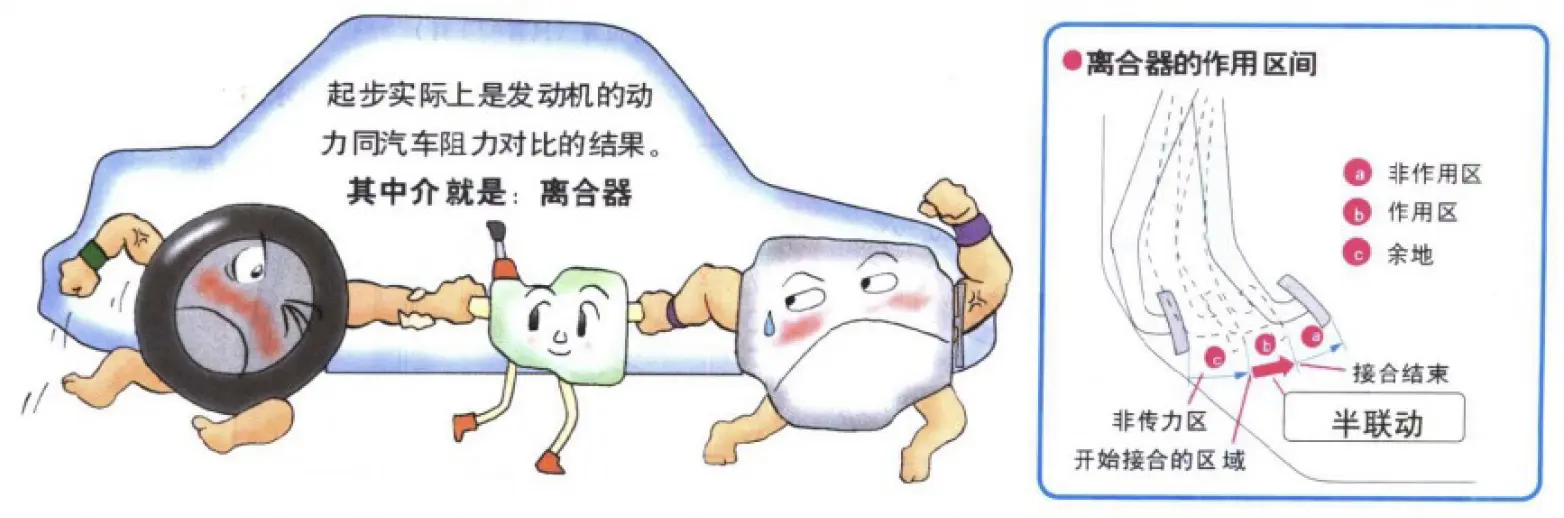 起步实际上是发动机的动
力同汽车阻力对比的结果。
其中介就是：离合器
离合器的作用区间
a 非作用区
b 作用区
c 余地
c
b
a
接合结束
非传力区
半联动
开始接合的区域